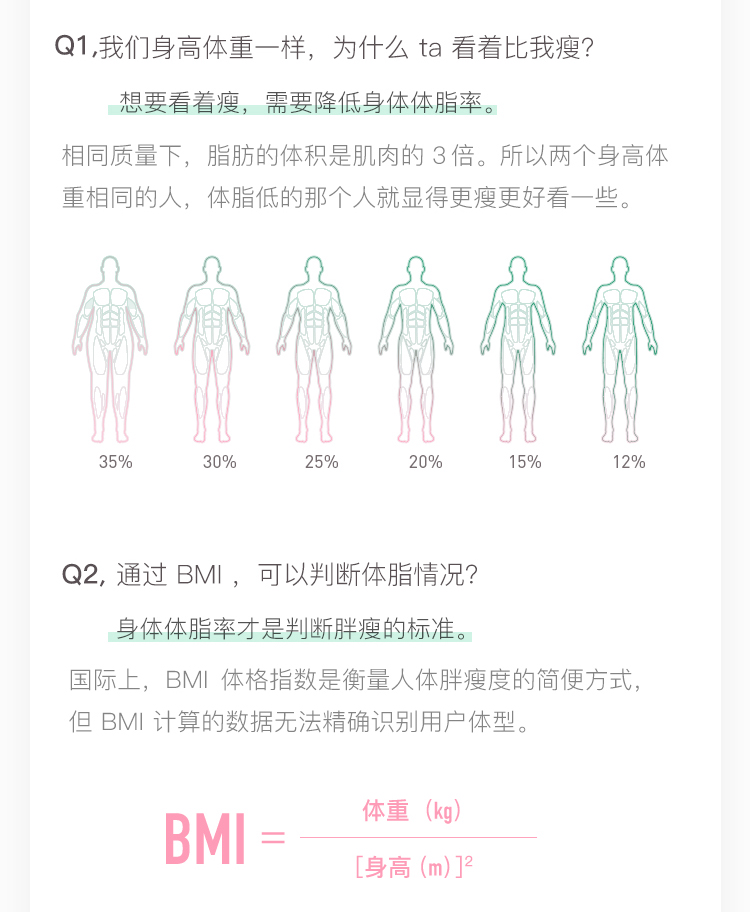 Q1,我们身高体重一样，为什么 ta 看着比我瘦?
想要看着瘦，需要降低身体体脂率。
相同质量下，脂肪的体积是肌肉的 3 倍。所以两个身高体
重相同的人，体脂低的那个人就显得更瘦更好看一些。
35% 30% 25% 20% 15% 12%
Q2, 通过 BMI ，可以判断体脂情况?
身体体脂率才是判断胖瘦的标准。
国际上，BMI 体格指数是衡量人体胖瘦度的简便方式，
但 BMI 计算的数据无法精确识别用户体型。
体重（kg）
BMI =
[身高 (m)]²